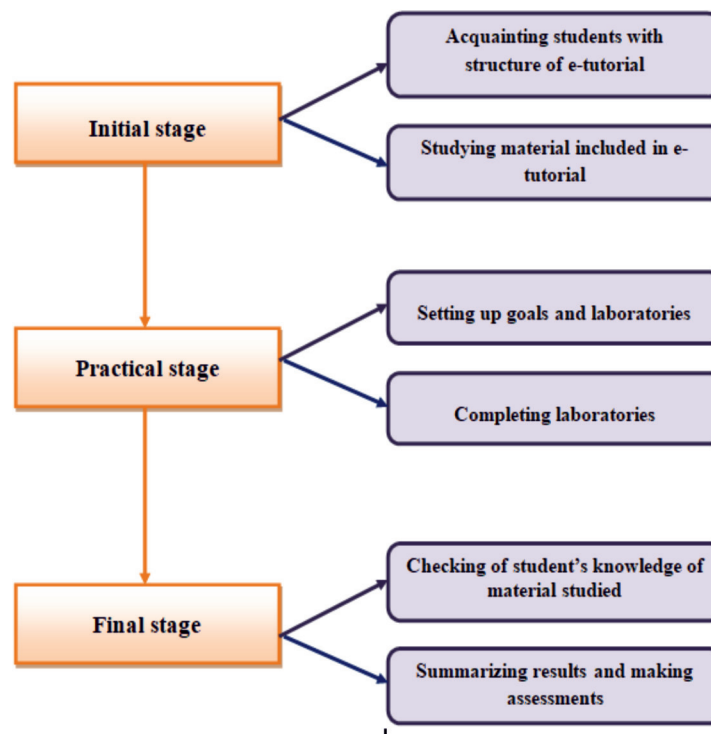 Acquainting students with
structure of e-tutorial
Initial stage
Studying material included in e-
tutorial
Setting up goals and laboratories
Practical stage
Completing laboratories
Checking of student’s knowledge of
material studied
Final stage
Summarizing results and making
assessments